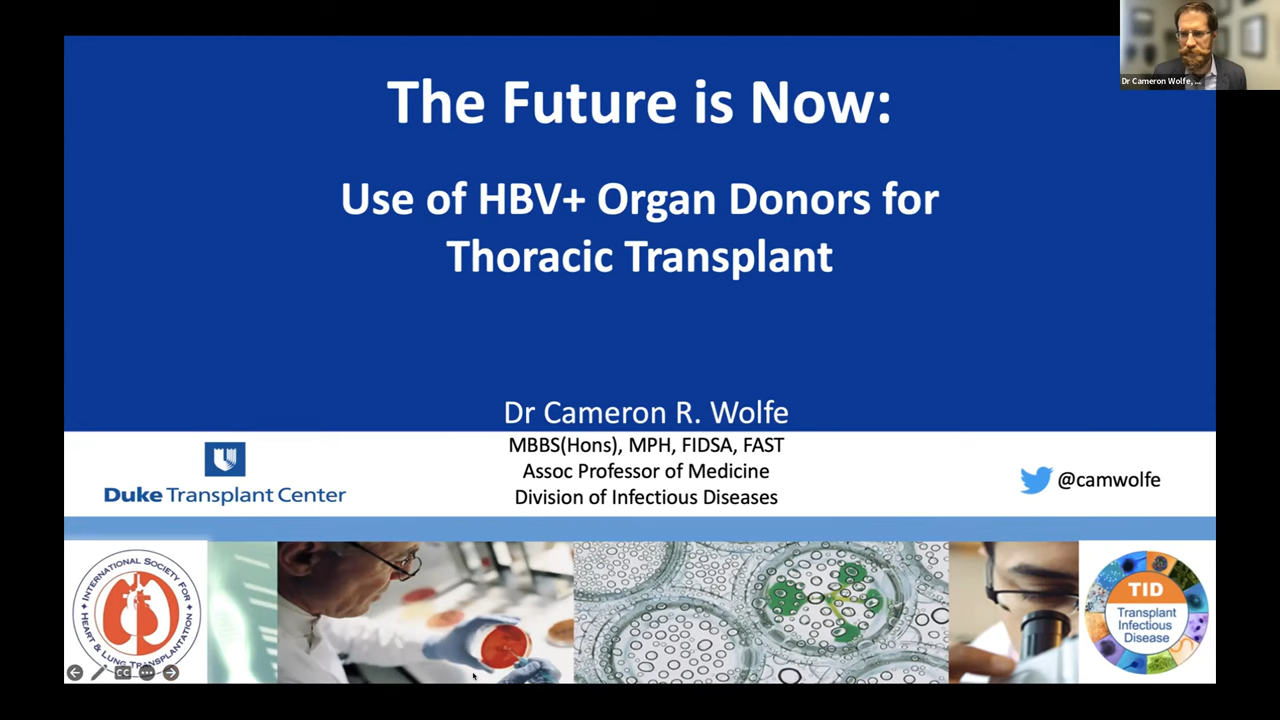 Dr Cameron Wolfe, ...
The Future is Now:
Use of HBV+ Organ Donors for
Thoracic Transplant
Dr Cameron R. Wolfe
MBBS(Hons), MPH, FIDSA, FAST
Assoc Professor of Medicine
Division of Infectious Diseases
Duke Transplant Center
@camwolfe
INTERNATIONAL SOCIETY FOR
HEART & LUNG TRANSPLANTATION
TID
Transplant
Infectious
Disease
CC